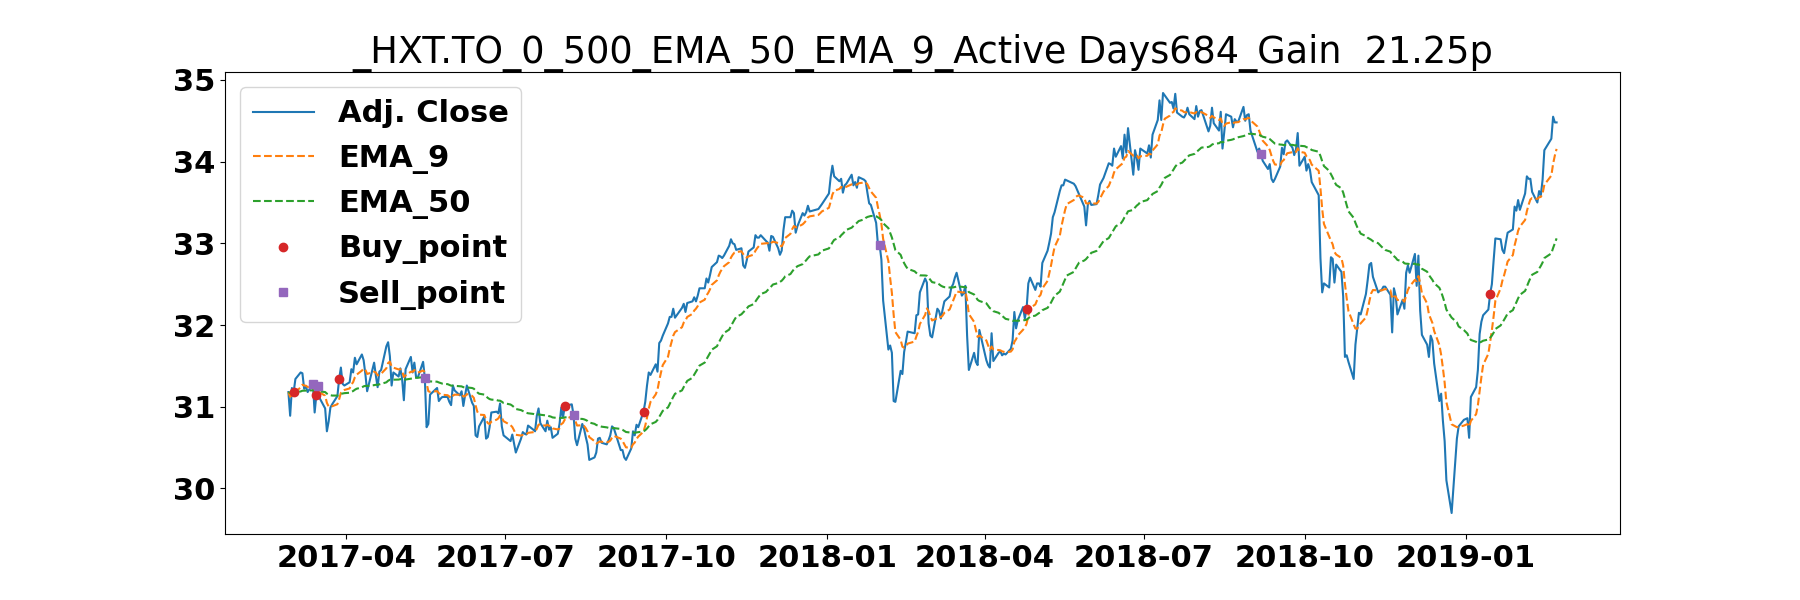 _HXT.TO_0_500_EMA_50_EMA_9_Active Days684_Gain  21.25p
35
34
33
32
31
30
Adj. Close
EMA_9
EMA_50
Buy_point
Sell_point
2017-04 2017-07 2017-10 2018-01 2018-04 2018-07 2018-10 2019-01